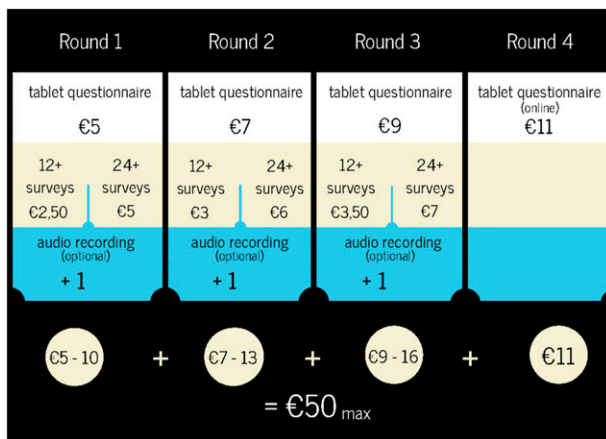 Round 1
Round 2
Round 3
Round 4
tablet questionnaire
€5
tablet questionnaire
€7
tablet questionnaire
€9
tablet questionnaire
(online)
€11
12+
surveys
€2,50
24+
surveys
€5
12+
surveys
€3
24+
surveys
€6
12+
surveys
€3,50
24+
surveys
€7
audio recording
(optional)
+ 1
audio recording
(optional)
+ 1
audio recording
(optional)
+ 1
€5 - 10 + €7 - 13 + €9 - 16 + €11
= €50 max